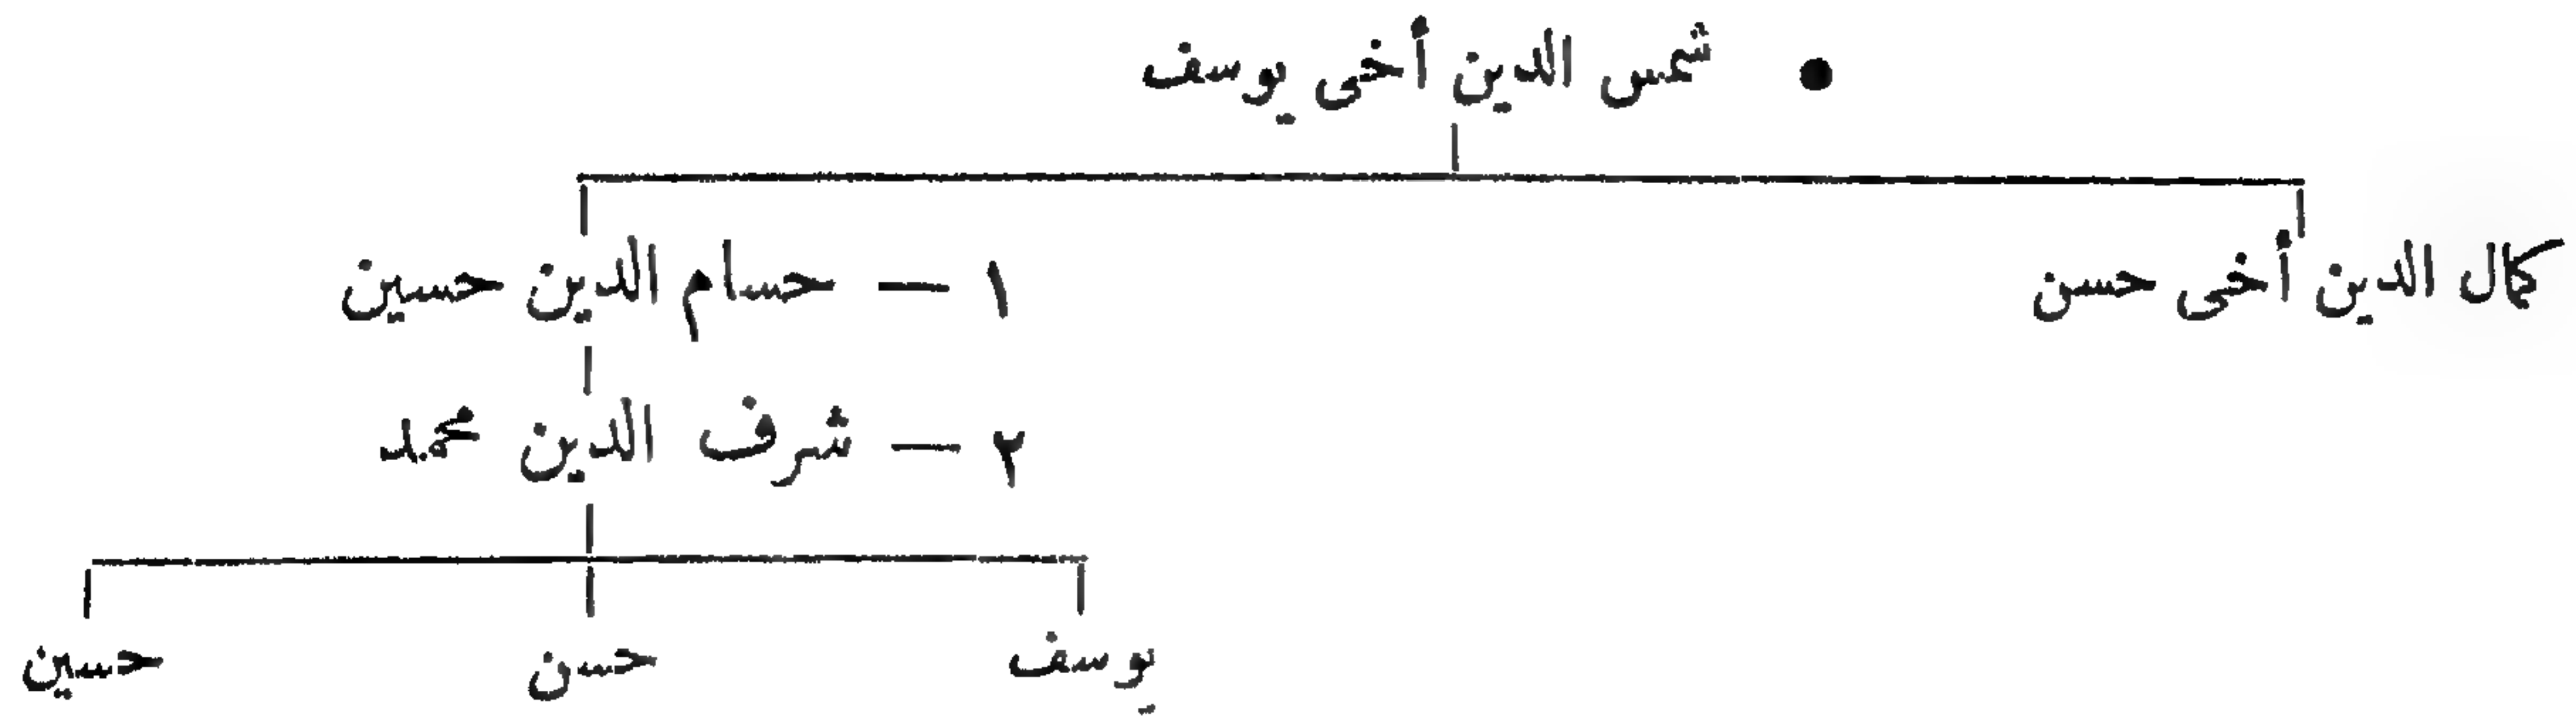 • شمس الدين أخى يوسف
كمال الدين أخى حسن
١ — حسام الدين حسين
٢ — شرف الدين محمد
يوسف
حسن
حسين